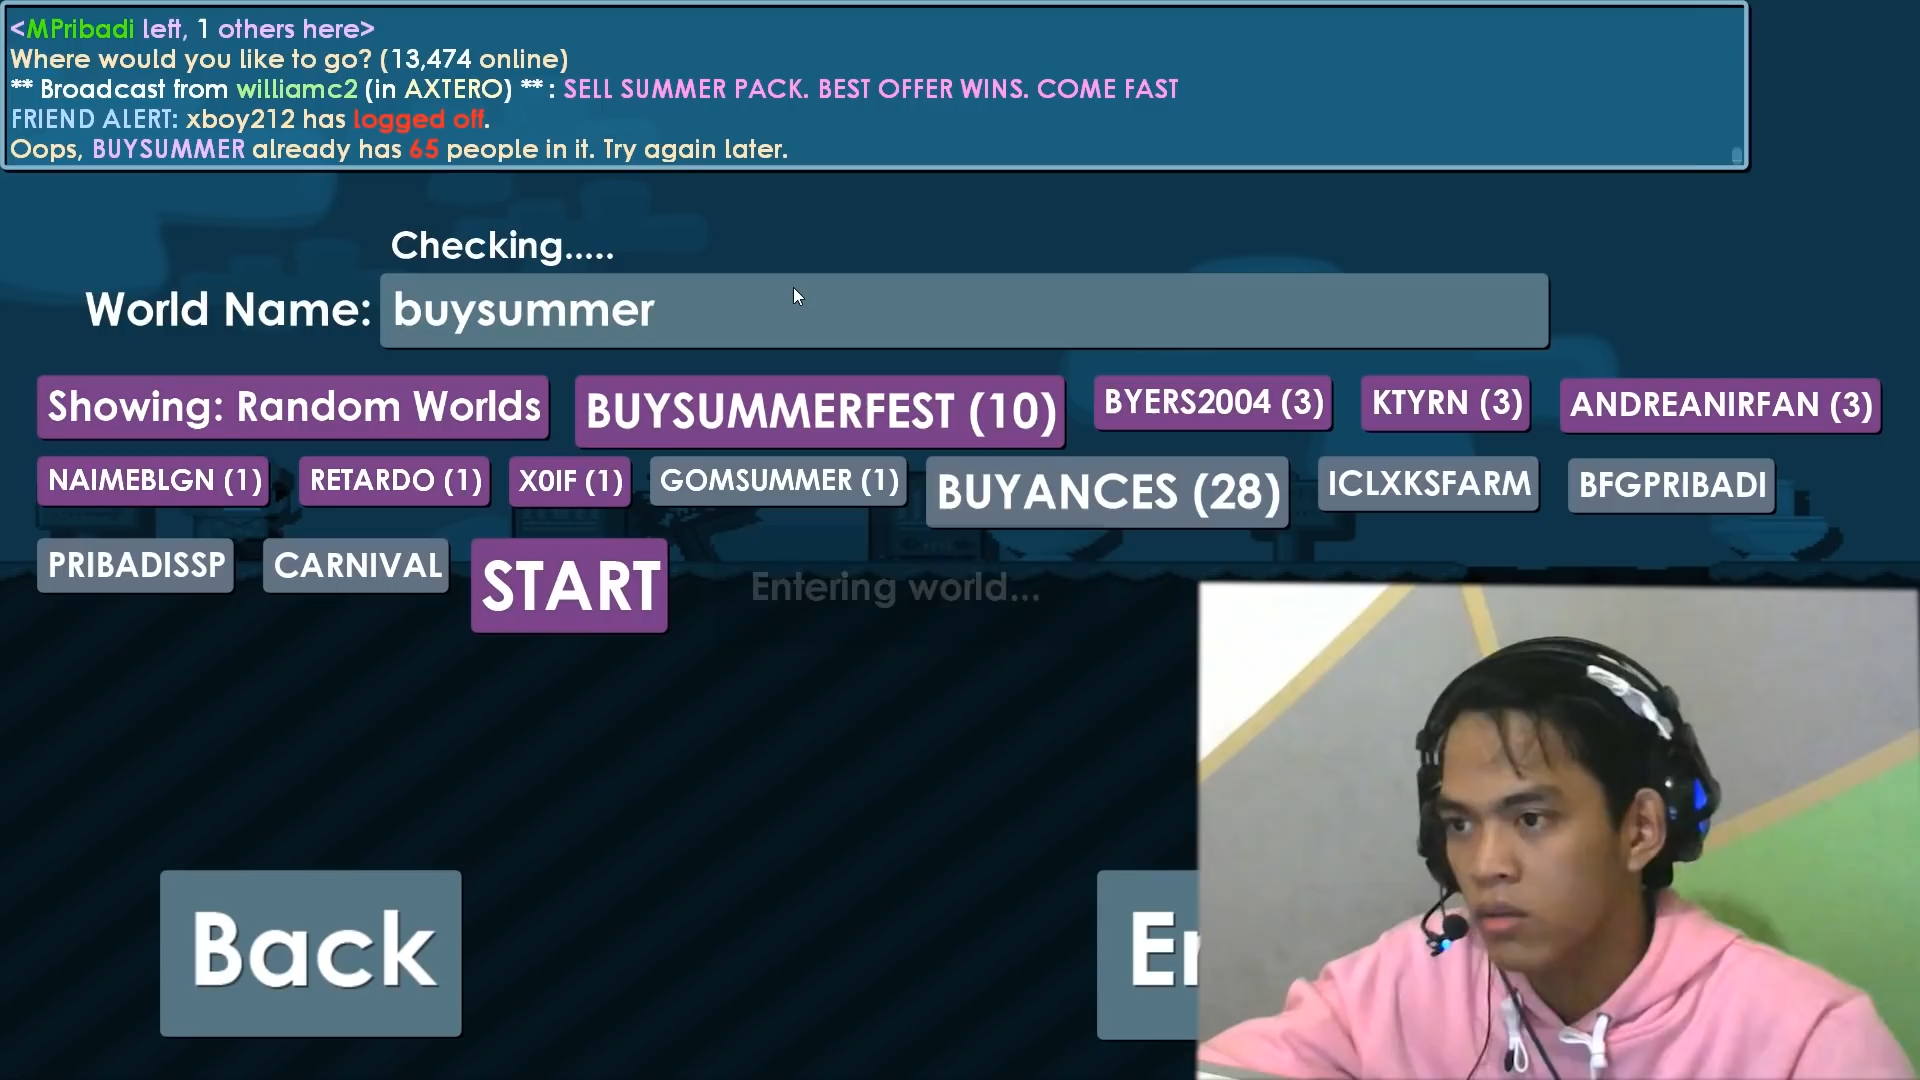 <MPribadi left, 1 others here>
Where would you like to go? (13,474 online)
** Broadcast from williamc2 (in AXTERO) ** : SELL SUMMER PACK. BEST OFFER WINS. COME FAST
FRIEND ALERT: xboy212 has logged off.
Oops, BUYSUMMER already has 65 people in it. Try again later.
Checking.....
World Name: buysummer
Showing: Random Worlds BUYSUMMERFEST (10) BYERS2004 (3) KTYRN (3) ANDREANIRFAN (3)
NAIMEBLGN (1) RETARDO (1) X0IF (1) GOMSUMMER (1) BUYANCES (28) ICLXKSFARM BFGPRIBADI
PRIBADISSP CARNIVAL START Entering world...
Back